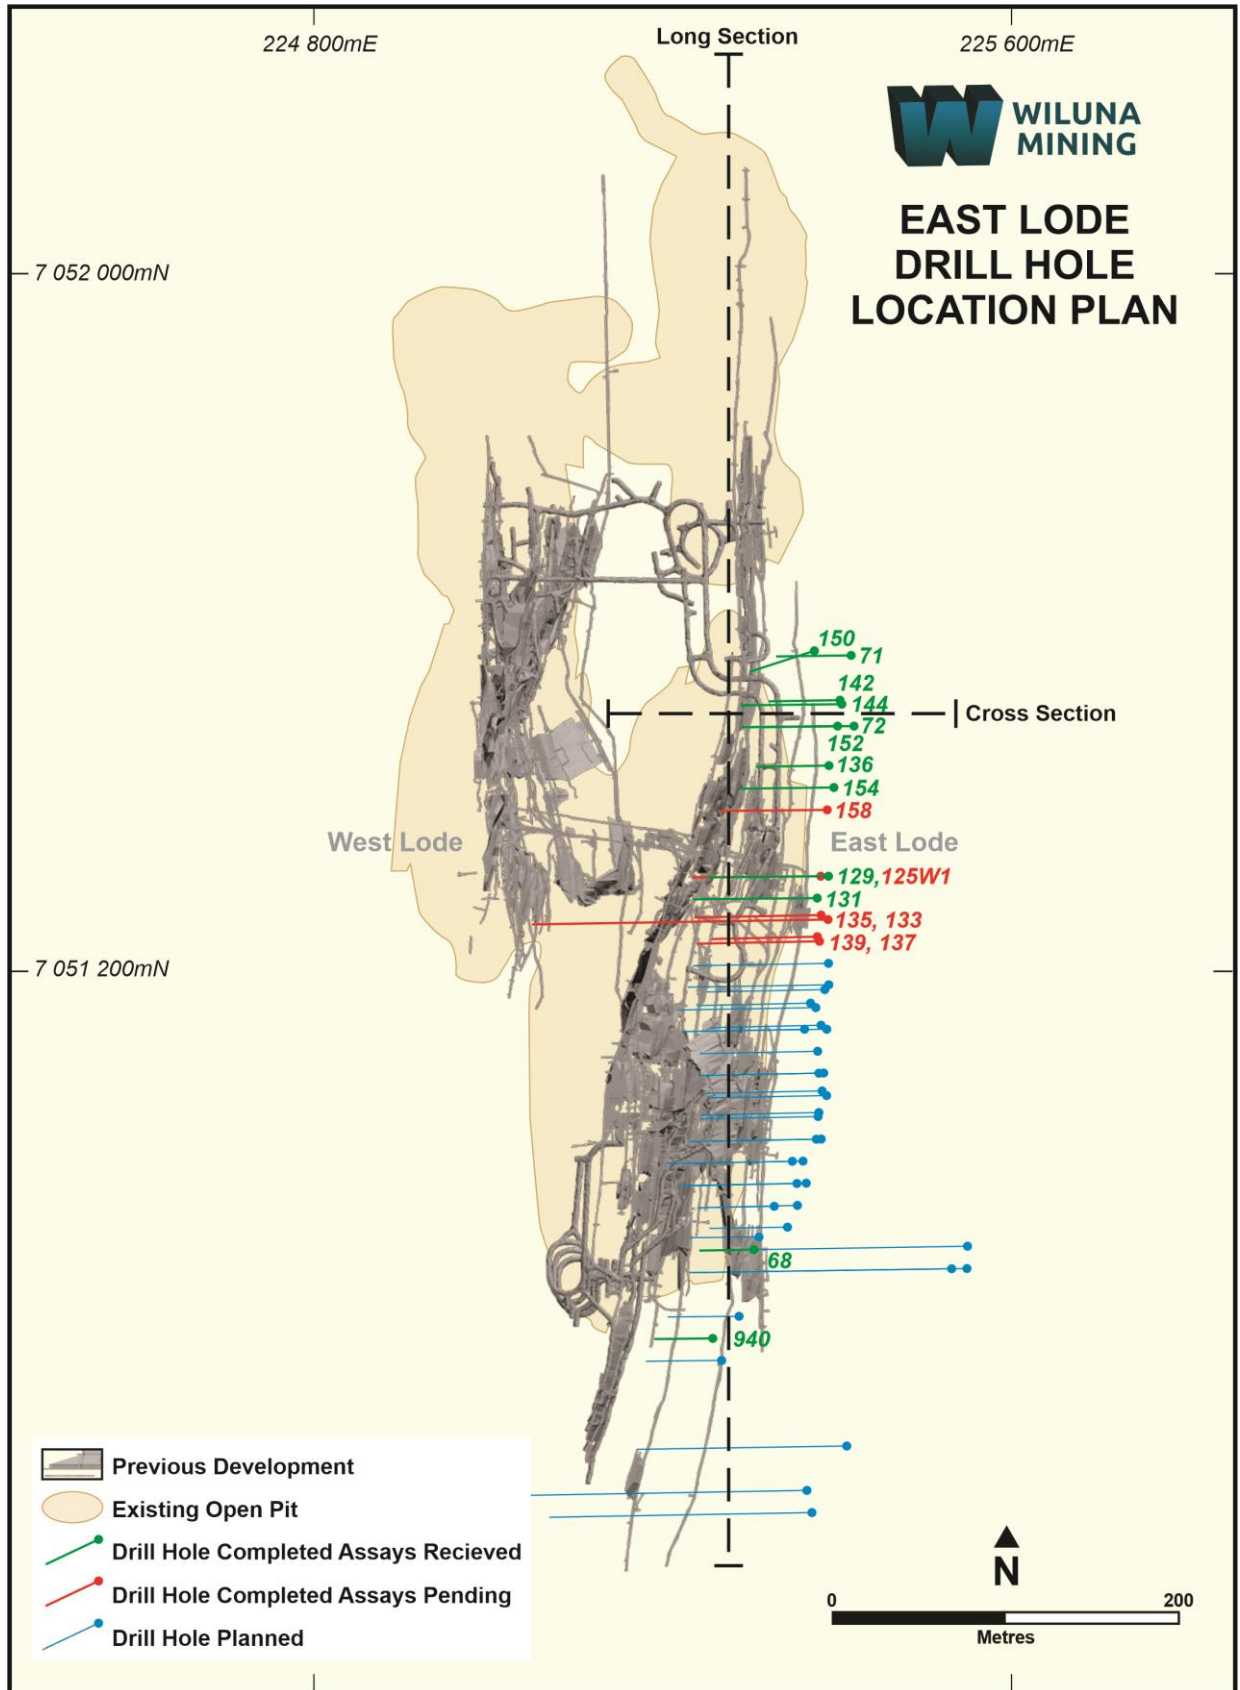 224 800mE
Long Section
225 600mE
WILUNA
MINING
EAST LODE
DRILL HOLE
LOCATION PLAN
7 052 000mN
150
71
142
144
Cross Section
72
152
136
154
158
West Lode
East Lode
129,125W1
131
135, 133
139, 137
7 051 200mN
68
940
Previous Development
Existing Open Pit
Drill Hole Completed Assays Recieved
Drill Hole Completed Assays Pending
Drill Hole Planned
N
0 200
Metres